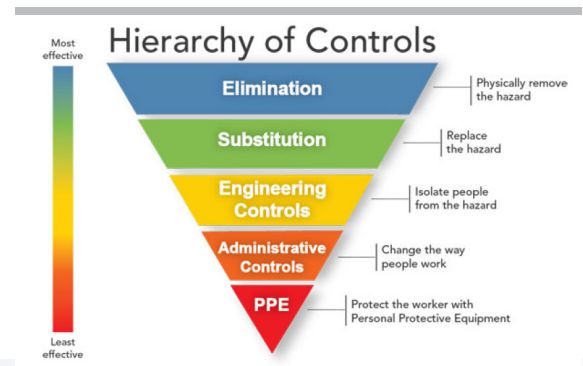 Hierarchy of Controls
Most
effective
Elimination
Physically remove
the hazard
Substitution
Replace
the hazard
Engineering
Controls
Isolate people
from the hazard
Administrative
Controls
Change the way
people work
PPE
Protect the worker with
Personal Protective Equipment
Least
effective